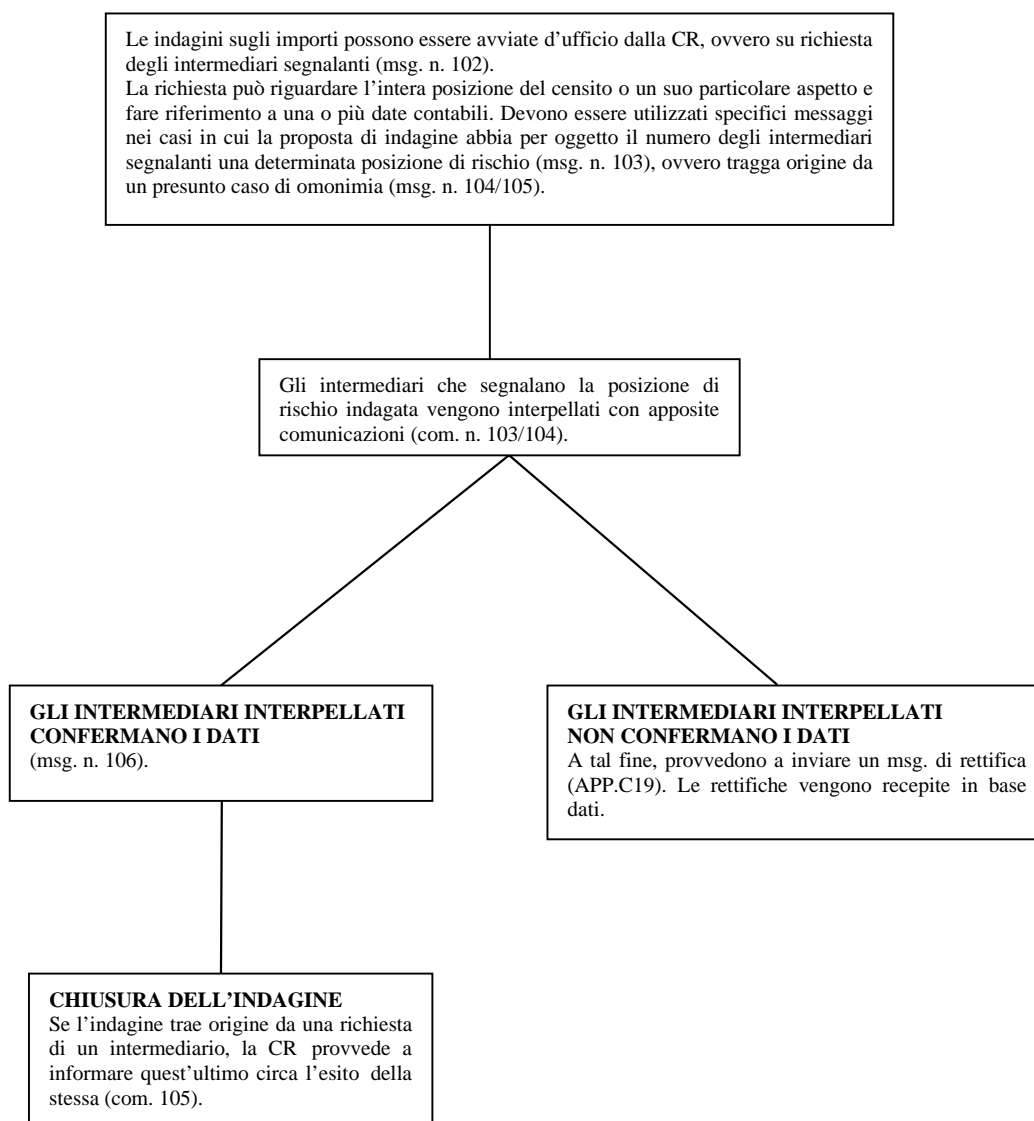 Le indagini sugli importi possono essere avviate d’ufficio dalla CR, ovvero su richiesta
degli intermediari segnalanti (msg. n. 102).
La richiesta può riguardare l’intera posizione del censito o un suo particolare aspetto e
fare riferimento a una o più date contabili. Devono essere utilizzati specifici messaggi
nei casi in cui la proposta di indagine abbia per oggetto il numero degli intermediari
segnalanti una determinata posizione di rischio (msg. n. 103), ovvero tragga origine da
un presunto caso di omonimia (msg. n. 104/105).
Gli intermediari che segnalano la posizione di
rischio indagata vengono interpellati con apposite
comunicazioni (com. n. 103/104).
GLI INTERMEDIARI INTERPELLATI
CONFERMANO I DATI
(msg. n. 106).
GLI INTERMEDIARI INTERPELLATI
NON CONFERMANO I DATI
A tal fine, provvedono a inviare un msg. di rettifica
(APP.C19). Le rettifiche vengono recepite in base
dati.
CHIUSURA DELL’INDAGINE
Se l’indagine trae origine da una richiesta
di un intermediario, la CR provvede a
informare quest’ultimo circa l’esito della
stessa (com. 105).